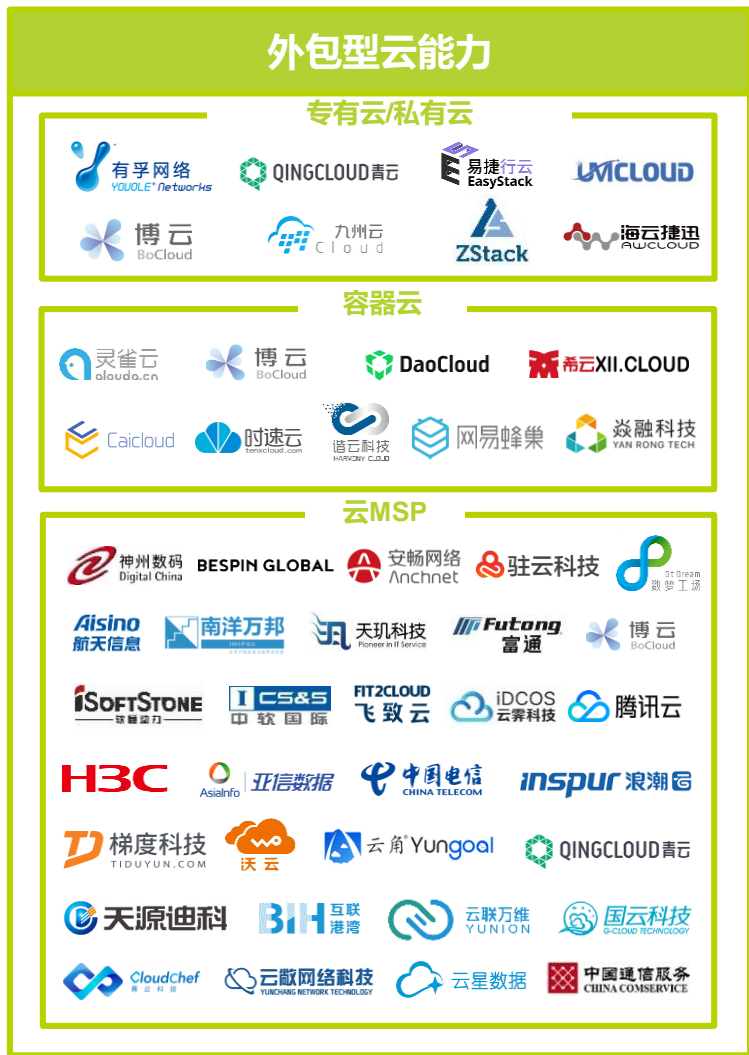 外包型云能力
专有云/私有云
有孚网络
YOVOLE™ Networks
QINGCLOUD青云
易捷行云
EasyStack
UMCLOUD
博云
BoCloud
九州云
Cloud
ZStack
海云捷迅
AWCLOUD
容器云
灵雀云
alauda.cn
博云
BoCloud
DaoCloud
希云XII.CLOUD
Caicloud
时速云
tenxcloud.com
谐云科技
HARMONY CLOUD
网易蜂巢
焱融科技
YAN RONG TECH
云MSP
神州数码
Digital China
BESPIN GLOBAL
安畅网络
Anchnet
驻云科技
Dt Dream
数梦工场
Aisino
航天信息
南洋万邦
天玑科技
Pioneer in IT Service
Futong
富通
博云
BoCloud
iSOFTSTONE
软通动力
CS&S
中软国际
FIT2CLOUD
飞致云
iDCOS
云霁科技
腾讯云
H3C
AsiaInfo
亚信数据
中国电信
CHINA TELECOM
inspur 浪潮
梯度科技
TIDUYUN.COM
沃云
云角®Yungoal
QINGCLOUD青云
天源迪科
BIH
互联
港湾
云联万维
YUNION
国云科技
G-CLOUD TECHNOLOGY
CloudChef
云敞网络科技
YUNCHANG NETWORK TECHNOLOGY
云星数据
中国通信服务
CHINA COMSERVICE